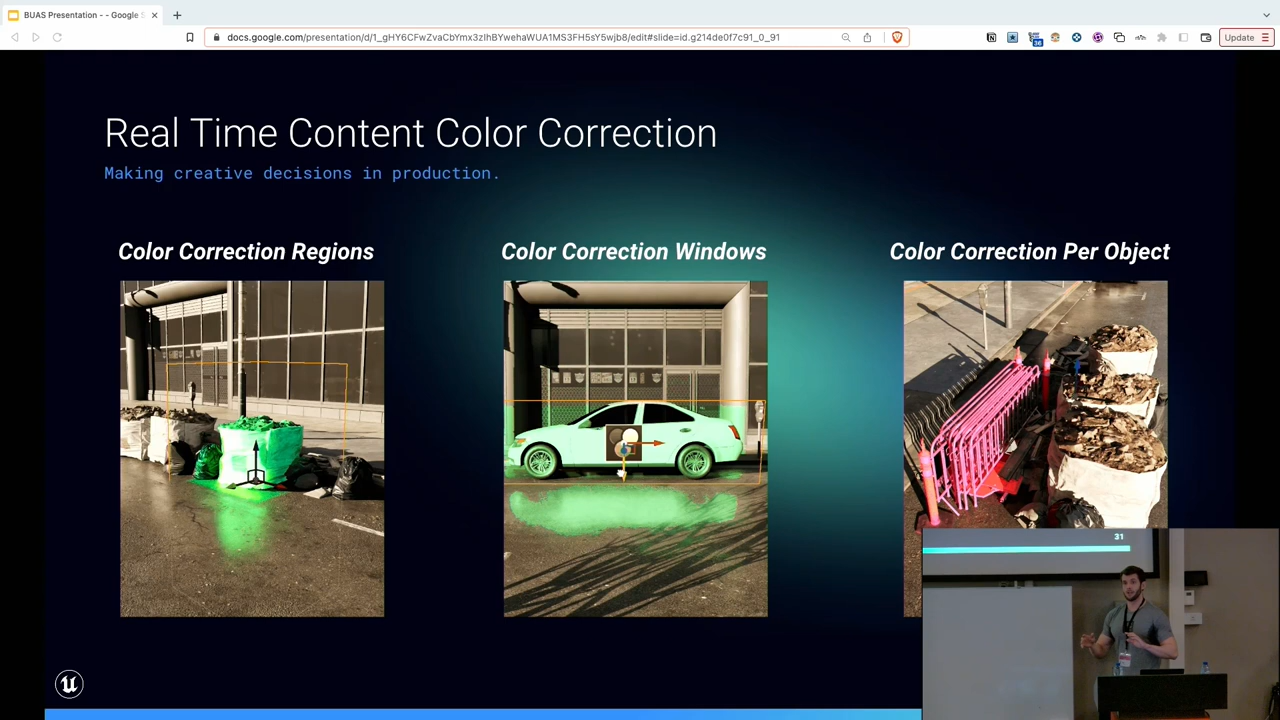 BUAS Presentation - - Google S
docs.google.com/presentation/d/1_gHY6CFwZvaCbYmx3zIhBYwehaWUA1MS3FH5sY5wjb8/edit#slide=id.g214de0f7c91_0_91
Update
Real Time Content Color Correction
Making creative decisions in production.
Color Correction Regions
Color Correction Windows
Color Correction Per Object
31